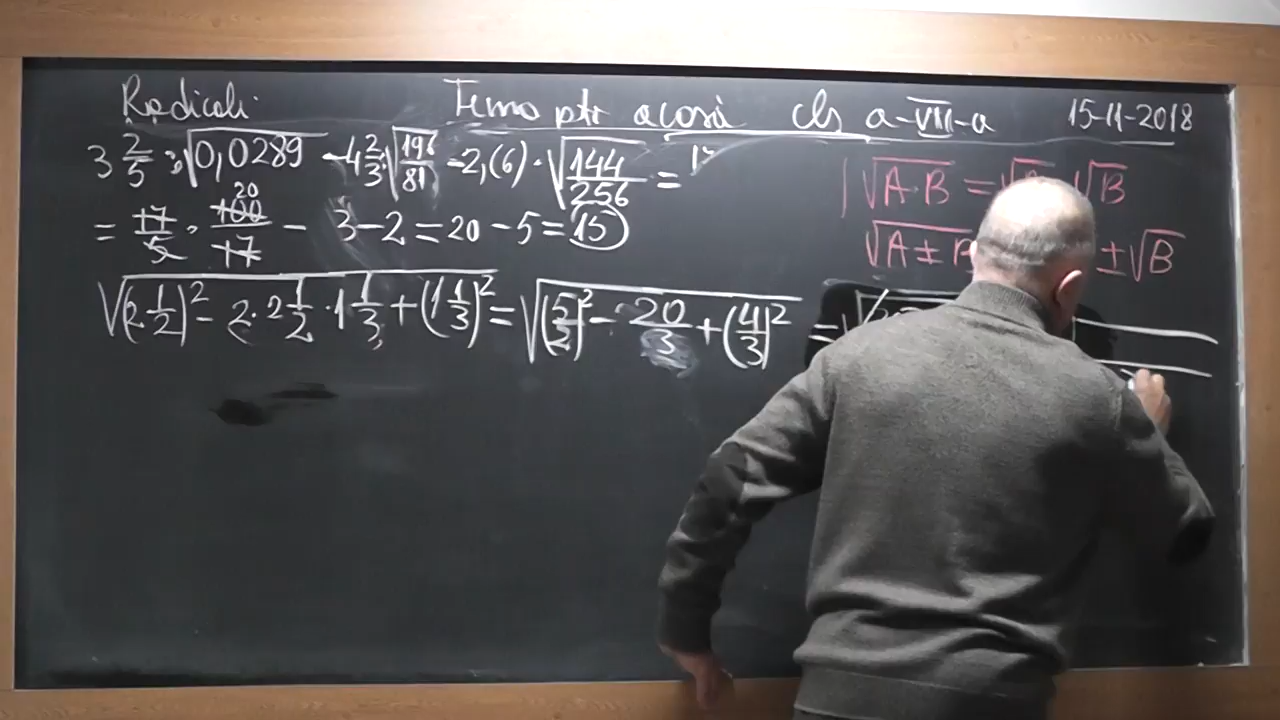 Radicali Tema ptr acasă cls a-VIII-a 15-11-2018
3 2/5 : √0,0289 - 4 2/3 : √(196/81) - 2,(6) · √(144/256) =
= 17/5 · 100/17 20 - 3 - 2 = 20 - 5 = 15
√A·B = √B
√A ± B ± √B
√((2 1/2)² - 2 · 2 1/2 · 1 1/3 + (1 1/3)²) = √((5/2)² - 20/3 + (4/3)²) = √